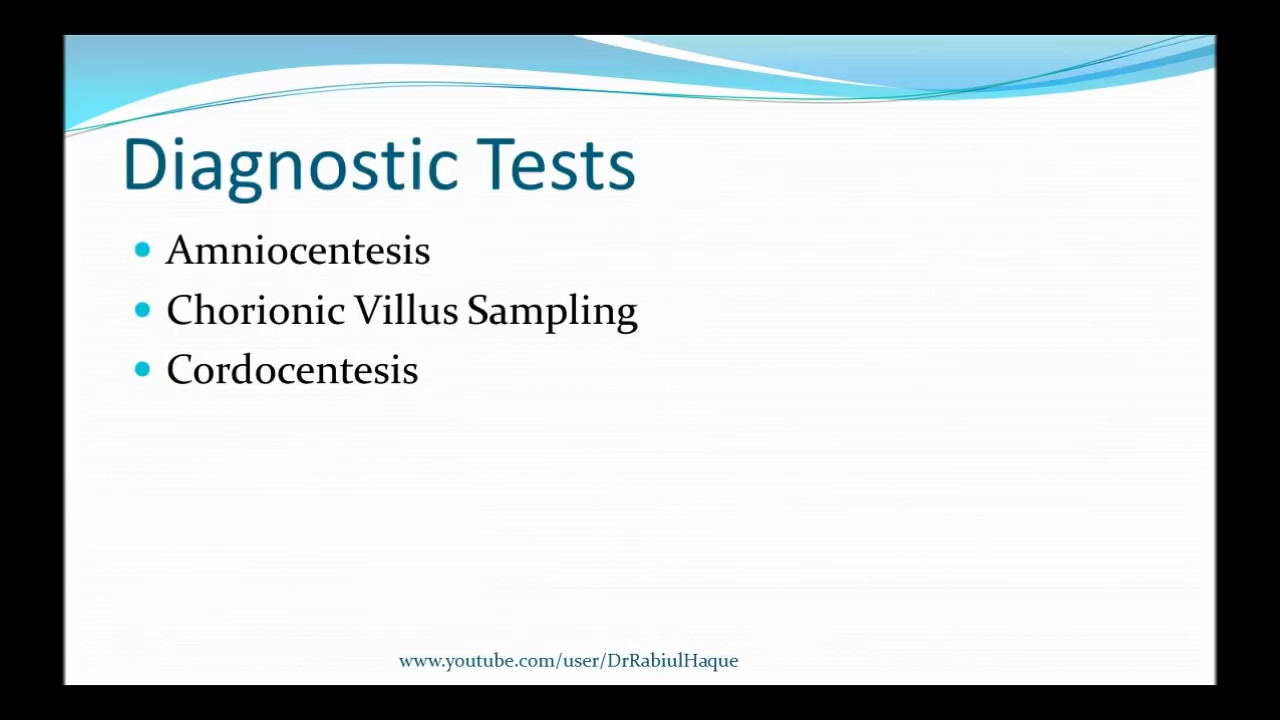 Diagnostic Tests
Amniocentesis
Chorionic Villus Sampling
Cordocentesis
www.youtube.com/user/DrRabiulHaque